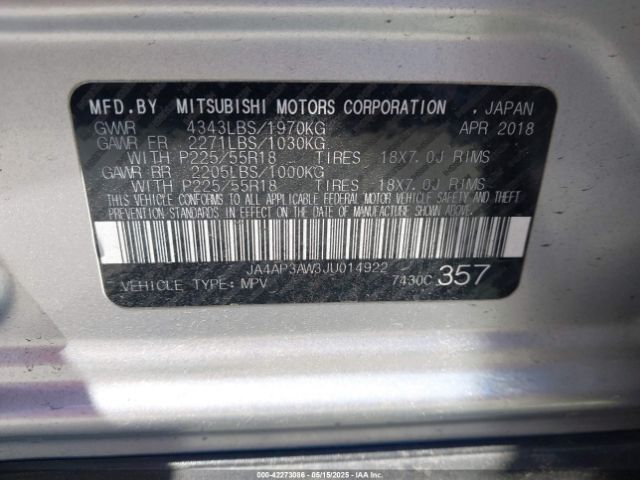 MFD.BY MITSUBISHI MOTORS CORPORATION , JAPAN
GVWR 4343LBS/1970KG APR 2018
GAWR FR 2271LBS/1030KG
WITH P225/55R18 TIRES 18X7.0J RIMS
GAWR RR 2205LBS/1000KG
WITH P225/55R18 TIRES 18X7.0J RIMS
THIS VEHICLE CONFORMS TO ALL APPLICABLE FEDERAL MOTOR VEHICLE SAFETY AND THEFT
PREVENTION STANDARDS IN EFFECT ON THE DATE OF MANUFACTURE SHOWN ABOVE.
JA4AP3AW3JU014922
VEHICLE TYPE: MPV 7430C 357
000-42273086 - 05/15/2025 - IAAI.COM